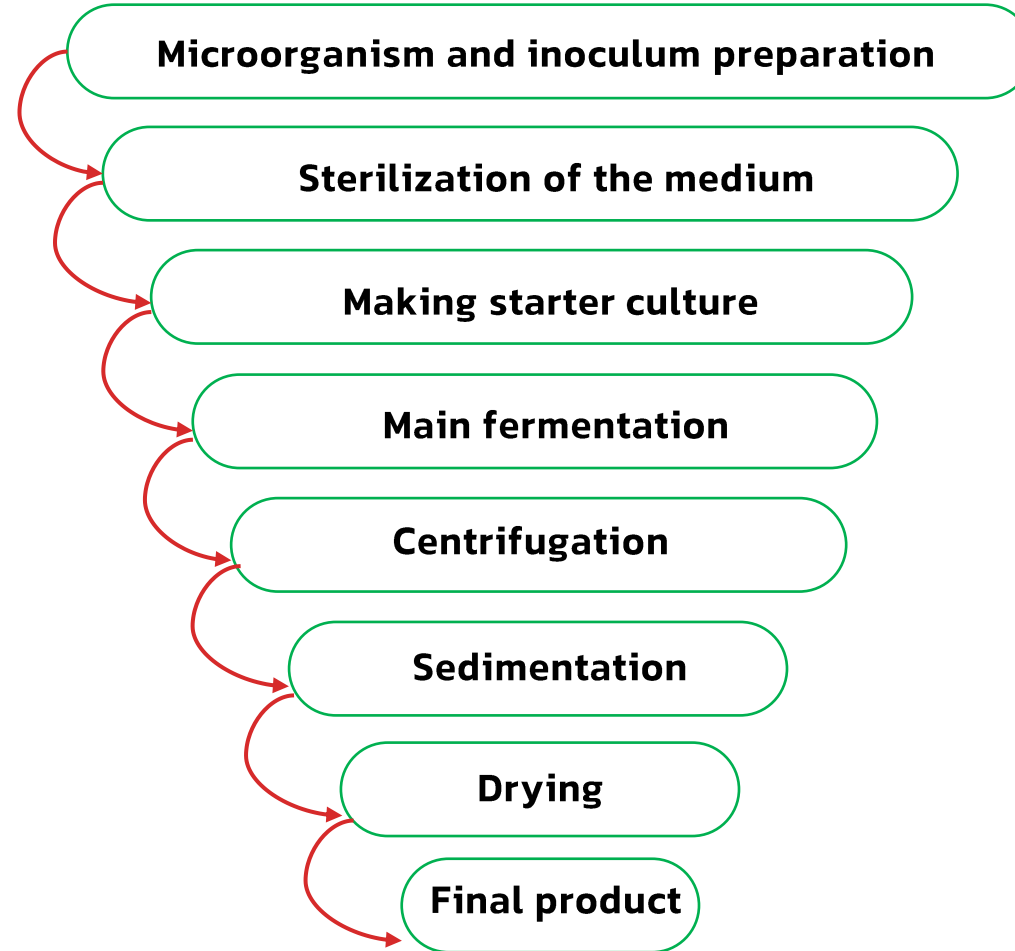 Microorganism and inoculum preparation
Sterilization of the medium
Making starter culture
Main fermentation
Centrifugation
Sedimentation
Drying
Final product